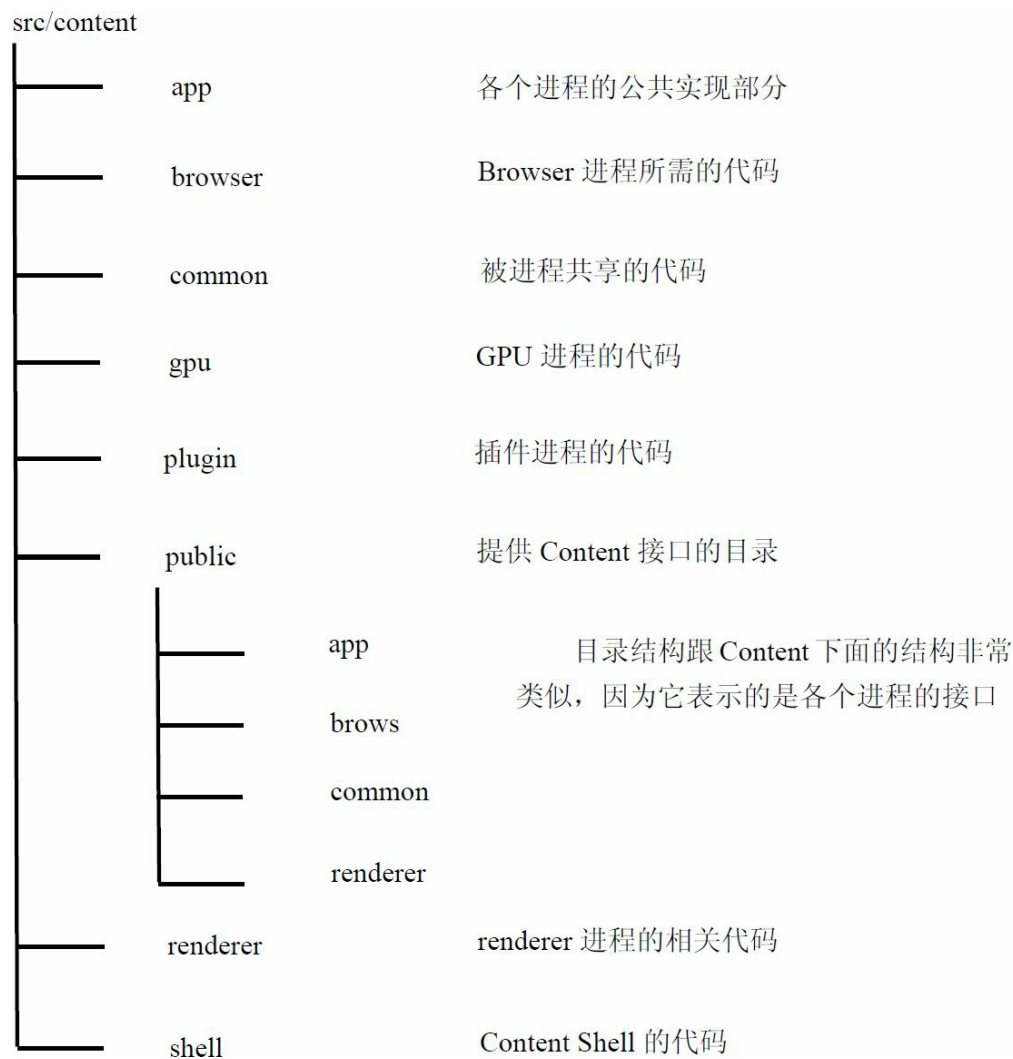 src/content
app 各个进程的公共实现部分
browser Browser 进程所需的代码
common 被进程共享的代码
gpu GPU 进程的代码
plugin 插件进程的代码
public 提供 Content 接口的目录
app 目录结构跟 Content 下面的结构非常
类似，因为它表示的是各个进程的接口
brows
common
renderer
renderer renderer 进程的相关代码
shell Content Shell 的代码